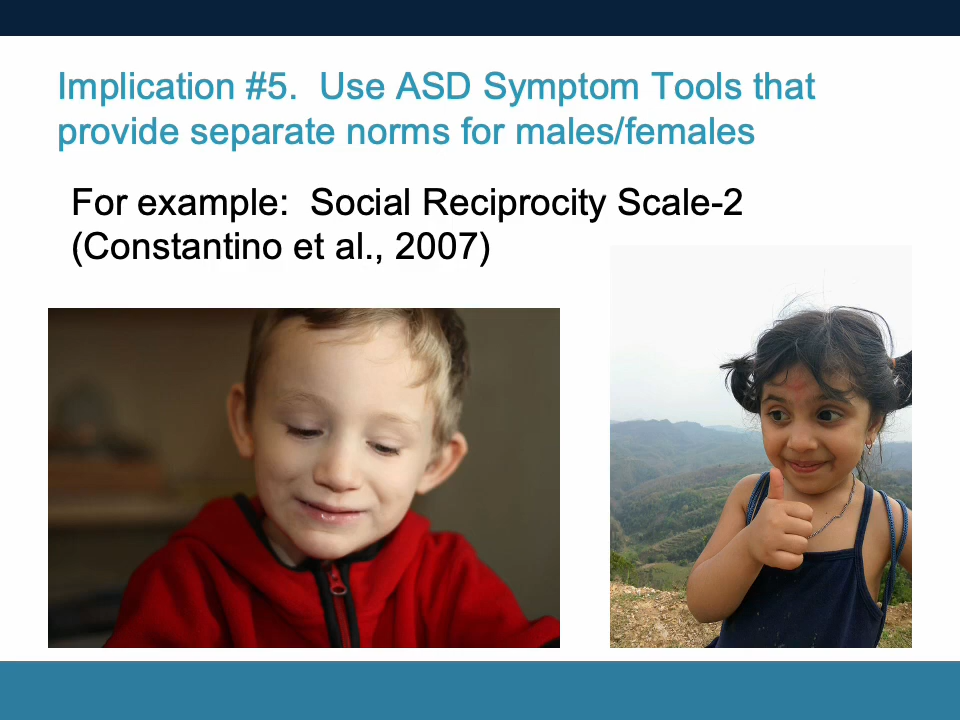 Implication #5.  Use ASD Symptom Tools that
provide separate norms for males/females
For example:  Social Reciprocity Scale-2
(Constantino et al., 2007)